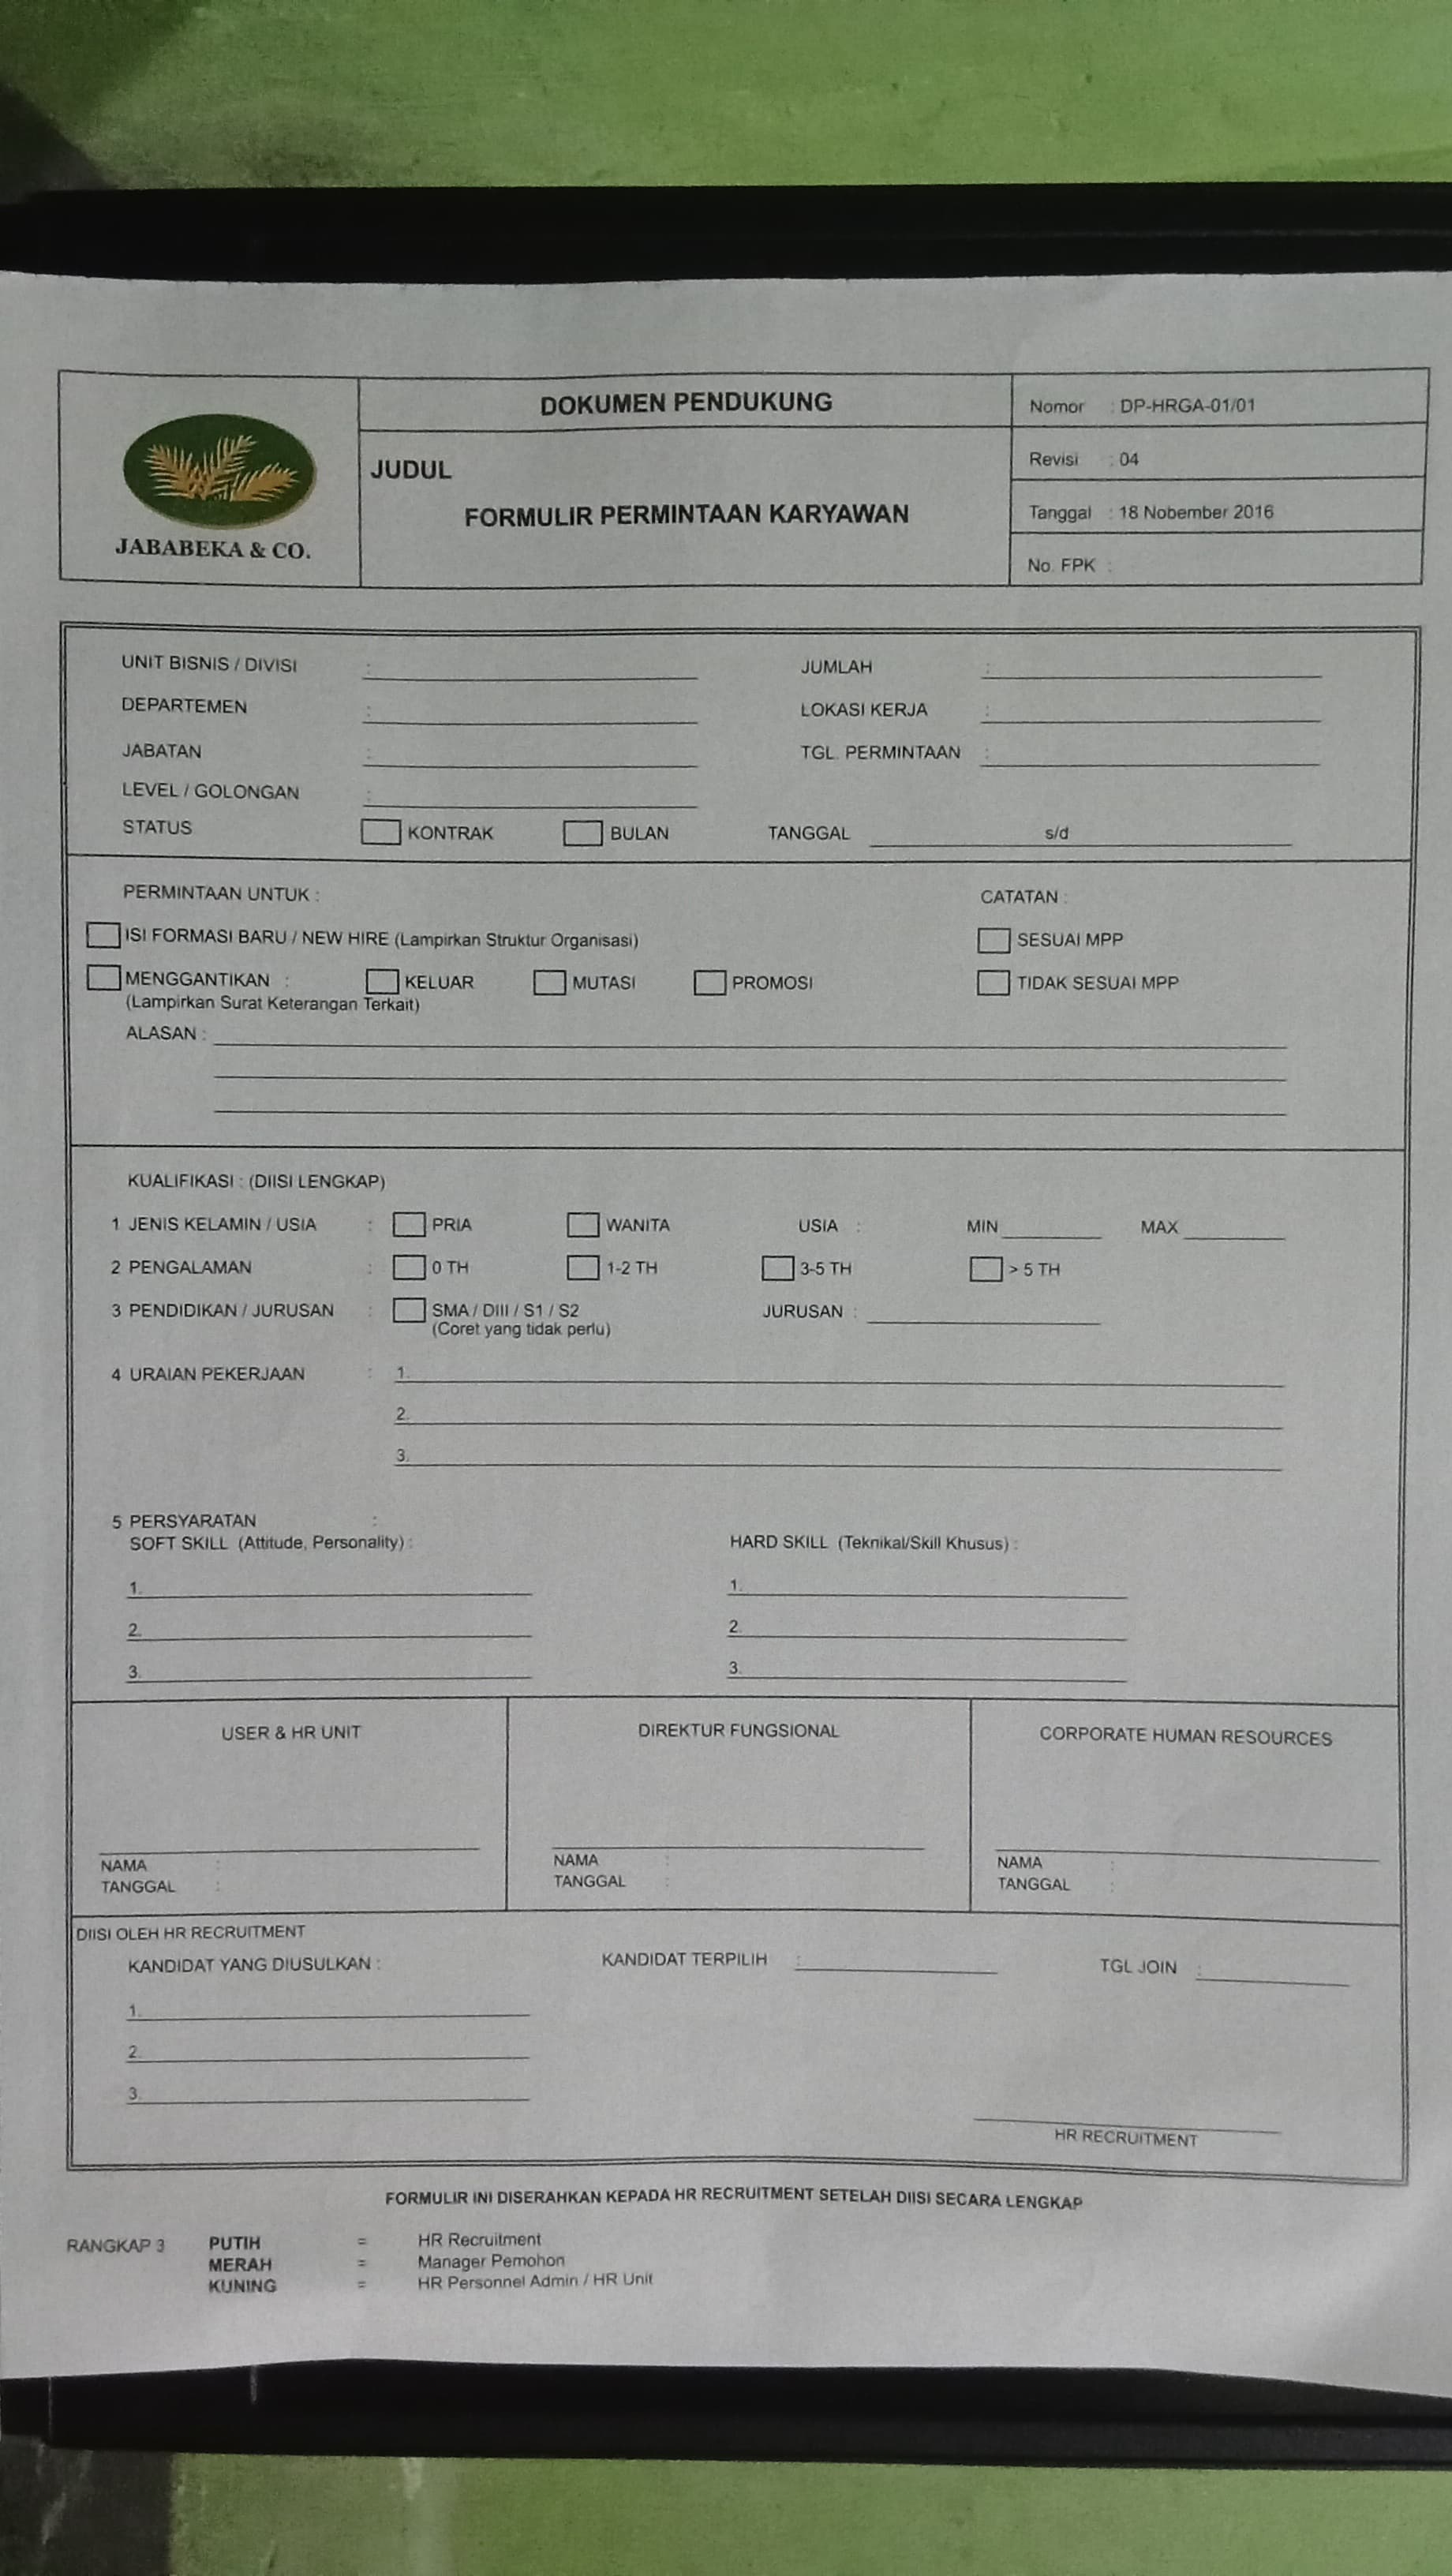 DOKUMEN PENDUKUNG
JUDUL
FORMULIR PERMINTAAN KARYAWAN
JABABEKA & CO.
Nomor : DP-HRGA-01/01
Revisi : 04
Tanggal : 18 Nobember 2016
No. FPK :
UNIT BISNIS / DIVISI : JUMLAH :
DEPARTEMEN : LOKASI KERJA :
JABATAN : TGL. PERMINTAAN :
LEVEL / GOLONGAN :
STATUS KONTRAK BULAN TANGGAL s/d
PERMINTAAN UNTUK : CATATAN :
ISI FORMASI BARU / NEW HIRE (Lampirkan Struktur Organisasi) SESUAI MPP
MENGGANTIKAN : KELUAR MUTASI PROMOSI TIDAK SESUAI MPP
(Lampirkan Surat Keterangan Terkait)
ALASAN :
KUALIFIKASI : (DIISI LENGKAP)
1 JENIS KELAMIN / USIA : PRIA WANITA USIA : MIN MAX
2 PENGALAMAN : 0 TH 1-2 TH 3-5 TH > 5 TH
3 PENDIDIKAN / JURUSAN : SMA / DIII / S1 / S2 JURUSAN :
(Coret yang tidak perlu)
4 URAIAN PEKERJAAN : 1.
2.
3.
5 PERSYARATAN :
SOFT SKILL (Attitude, Personality) : HARD SKILL (Teknikal/Skill Khusus) :
1. 1.
2. 2.
3. 3.
USER & HR UNIT DIREKTUR FUNGSIONAL CORPORATE HUMAN RESOURCES
NAMA : NAMA : NAMA :
TANGGAL : TANGGAL : TANGGAL :
DIISI OLEH HR RECRUITMENT
KANDIDAT YANG DIUSULKAN : KANDIDAT TERPILIH : TGL JOIN :
1.
2.
3.
HR RECRUITMENT
FORMULIR INI DISERAHKAN KEPADA HR RECRUITMENT SETELAH DIISI SECARA LENGKAP
RANGKAP 3 PUTIH = HR Recruitment
MERAH = Manager Pemohon
KUNING = HR Personnel Admin / HR Unit